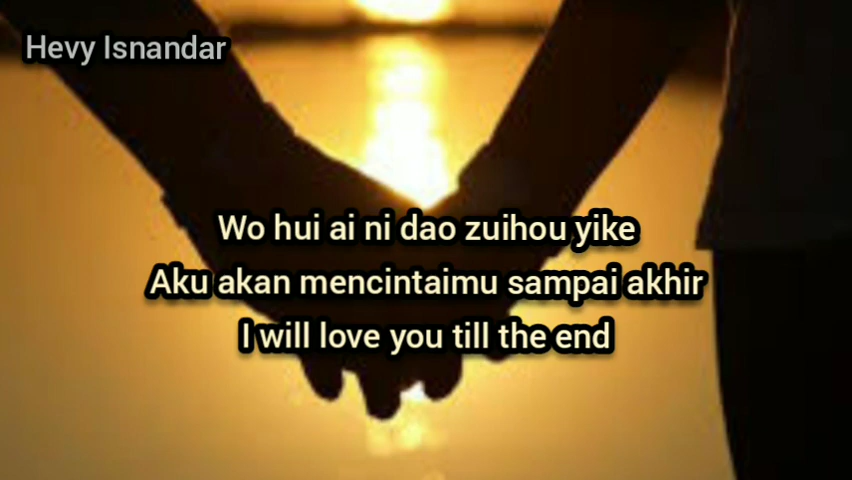 Hevy Isnandar
Wo hui ai ni dao zuihou yike
Aku akan mencintaimu sampai akhir
I will love you till the end